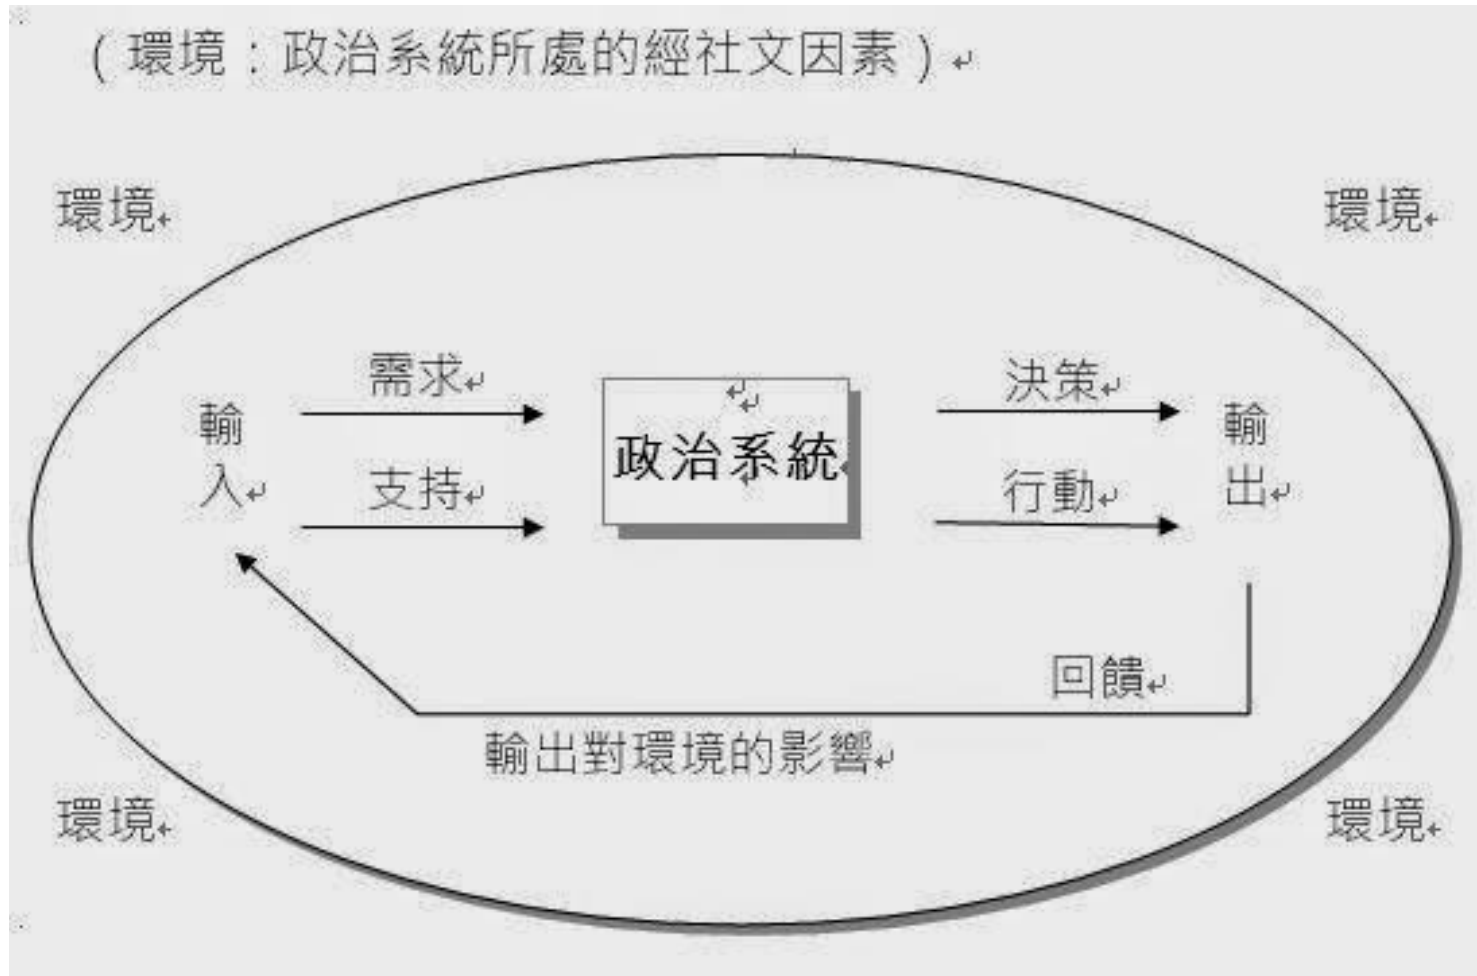 (環境：政治系統所處的經社文因素)
環境
環境
需求
決策
輸
入
政治系統
輸
出
支持
行動
回饋
輸出對環境的影響
環境
環境